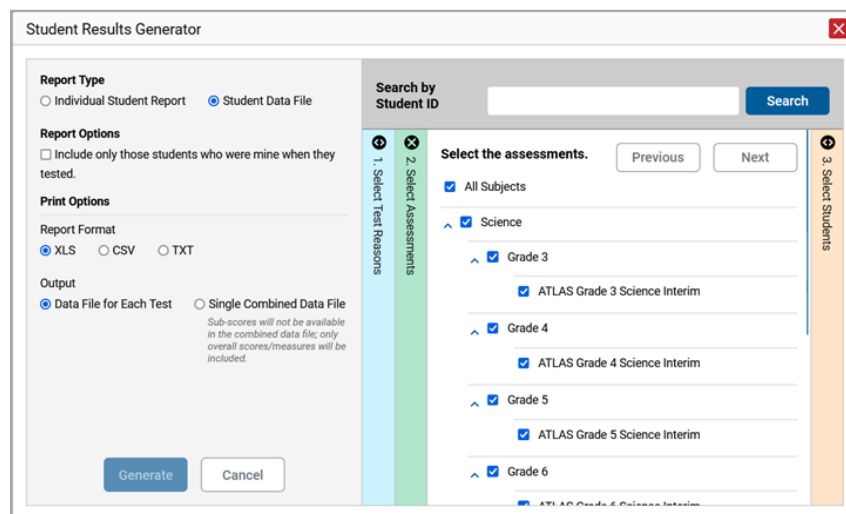 Student Results Generator
Report Type
Individual Student Report
Student Data File
Report Options
Include only those students who were mine when they
tested.
Print Options
Report Format
XLS
CSV
TXT
Output
Data File for Each Test
Single Combined Data File
Sub-scores will not be available
in the combined data file; only
overall scores/measures will be
included.
Generate
Cancel
Search by
Student ID
Search
1. Select Test Reasons
2. Select Assessments
Select the assessments.
Previous
Next
All Subjects
Science
Grade 3
ATLAS Grade 3 Science Interim
Grade 4
ATLAS Grade 4 Science Interim
Grade 5
ATLAS Grade 5 Science Interim
Grade 6
ATLAS Grade 6 Science Interim
3. Select Students